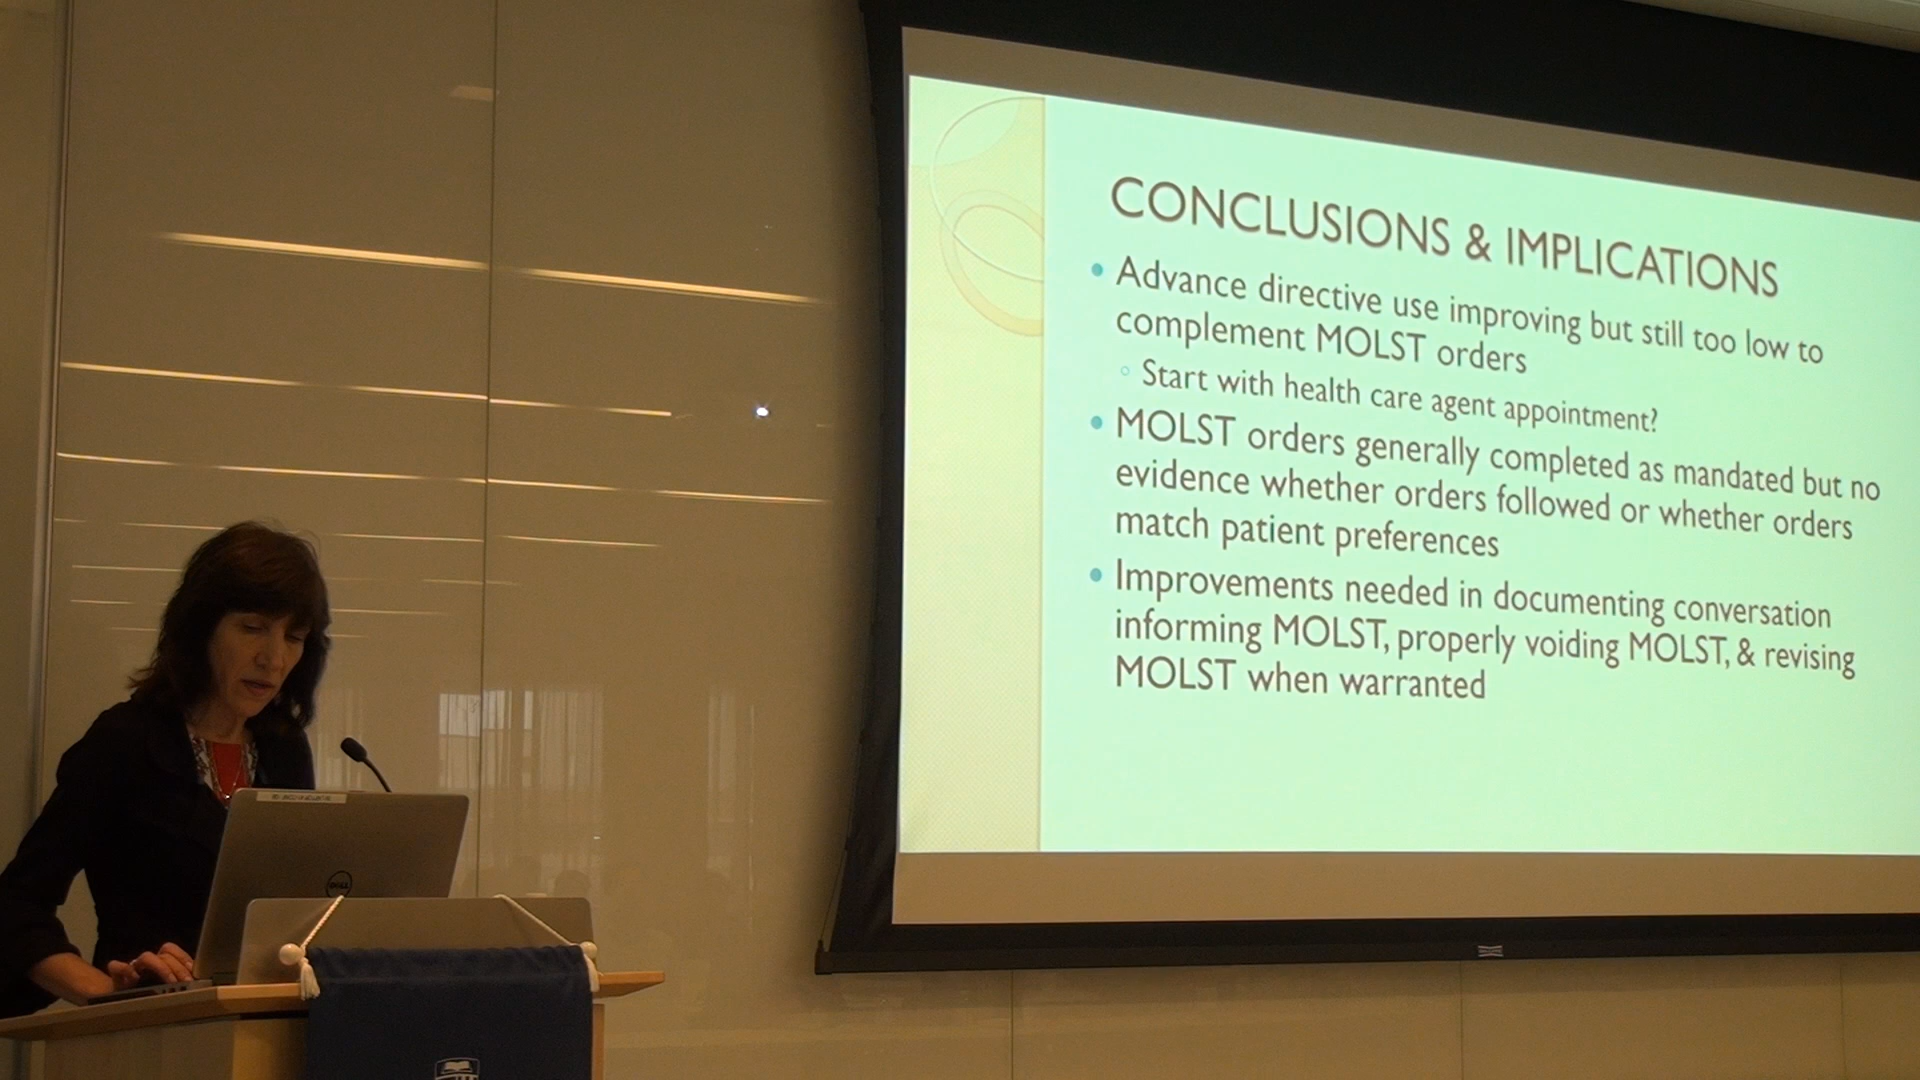 CONCLUSIONS & IMPLICATIONS
• Advance directive use improving but still too low to
complement MOLST orders
◦ Start with health care agent appointment?
• MOLST orders generally completed as mandated but no
evidence whether orders followed or whether orders
match patient preferences
• Improvements needed in documenting conversation
informing MOLST, properly voiding MOLST, & revising
MOLST when warranted
DELL